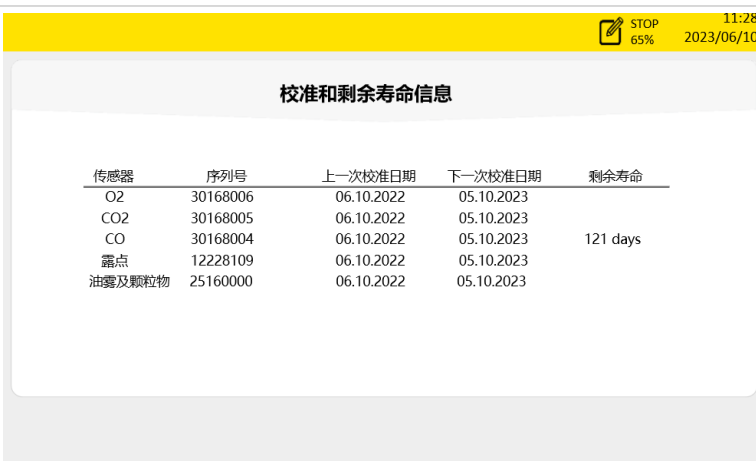 STOP 11:28
65% 2023/06/10
校准和剩余寿命信息
传感器 序列号 上一次校准日期 下一次校准日期 剩余寿命
O2 30168006 06.10.2022 05.10.2023
CO2 30168005 06.10.2022 05.10.2023
CO 30168004 06.10.2022 05.10.2023 121 days
露点 12228109 06.10.2022 05.10.2023
油雾及颗粒物 25160000 06.10.2022 05.10.2023